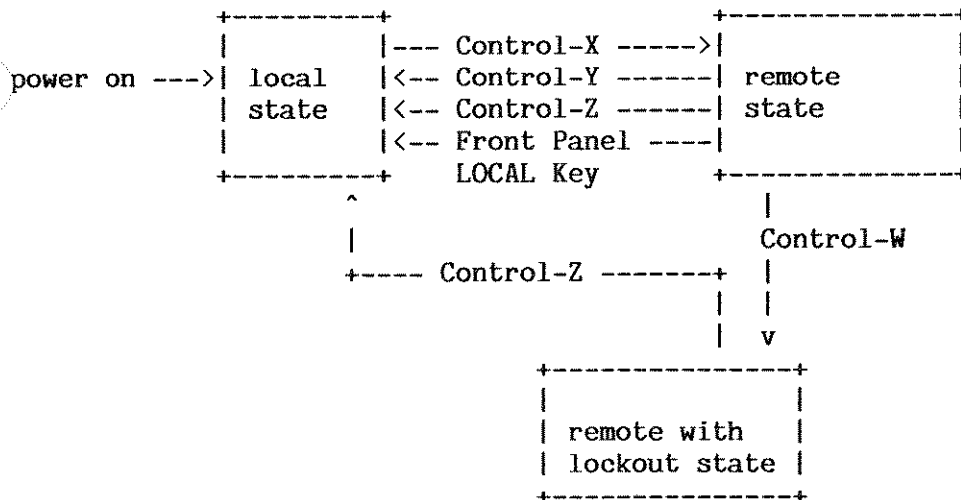 Control-X
power on local Control-Y remote
state Control-Z state
Front Panel
LOCAL Key
Control-W
Control-Z
remote with
lockout state